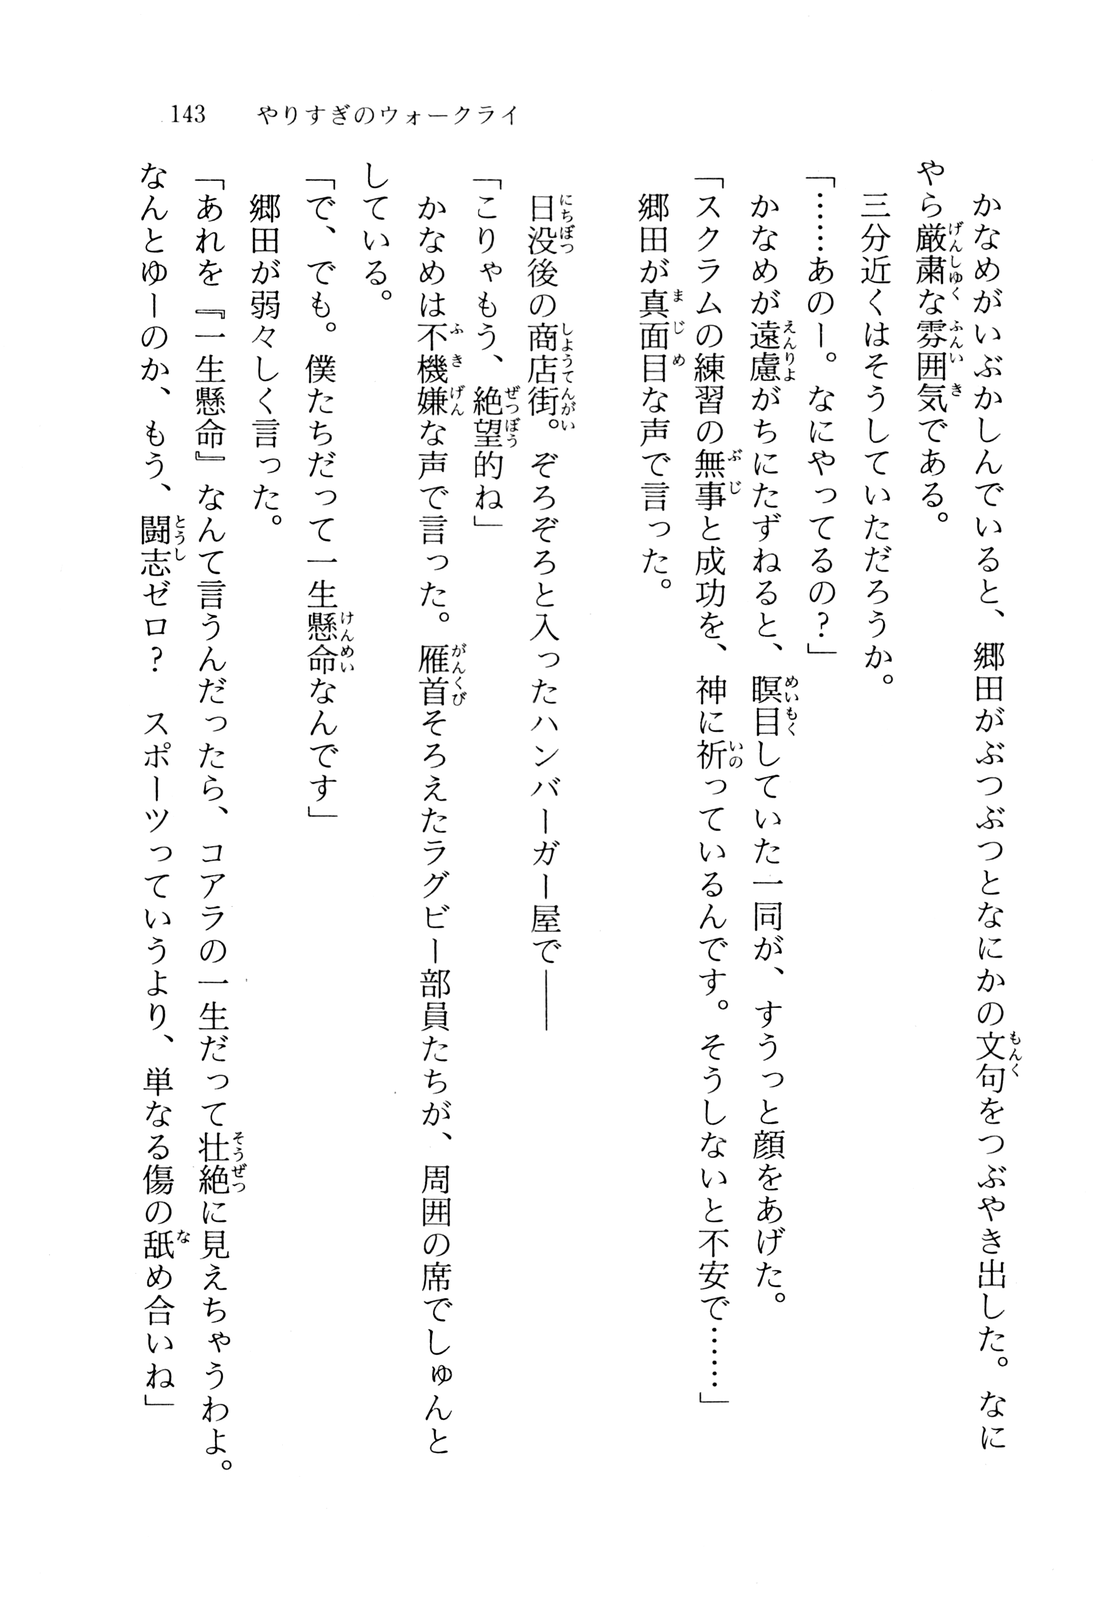 143　やりすぎのウォークライ
　かなめがいぶかしんでいると、郷田がぶつぶつとなにかの文句をつぶやき出した。なに
やら厳粛な雰囲気である。
　三分近くはそうしていただろうか。
「……あのー。なにやってるの？」
　かなめが遠慮がちにたずねると、瞑目していた一同が、すうっと顔をあげた。
「スクラムの練習の無事と成功を、神に祈っているんです。そうしないと不安で……」
　郷田が真面目な声で言った。

　日没後の商店街。ぞろぞろと入ったハンバーガー屋で――
「こりゃもう、絶望的ね」
　かなめは不機嫌な声で言った。雁首そろえたラグビー部員たちが、周囲の席でしゅんと
している。
「で、でも。僕たちだって一生懸命なんです」
　郷田が弱々しく言った。
「あれを『一生懸命』なんて言うんだったら、コアラの一生だって壮絶に見えちゃうわよ。
なんとゆーのか、もう、闘志ゼロ？　スポーツっていうより、単なる傷の舐め合いね」